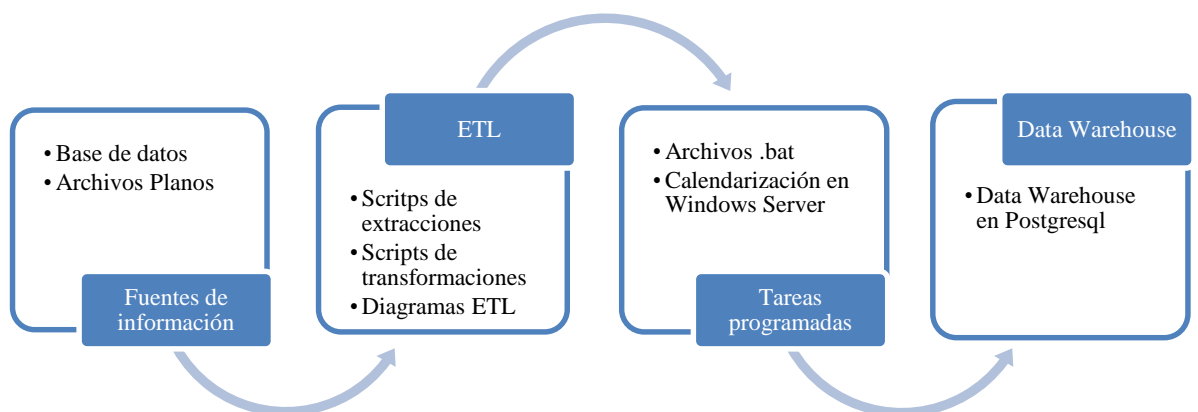 • Base de datos
• Archivos Planos
Fuentes de
información
ETL
• Scritps de
extracciones
• Scripts de
transformaciones
• Diagramas ETL
• Archivos .bat
• Calendarización en
Windows Server
Tareas
programadas
Data Warehouse
• Data Warehouse
en Postgresql